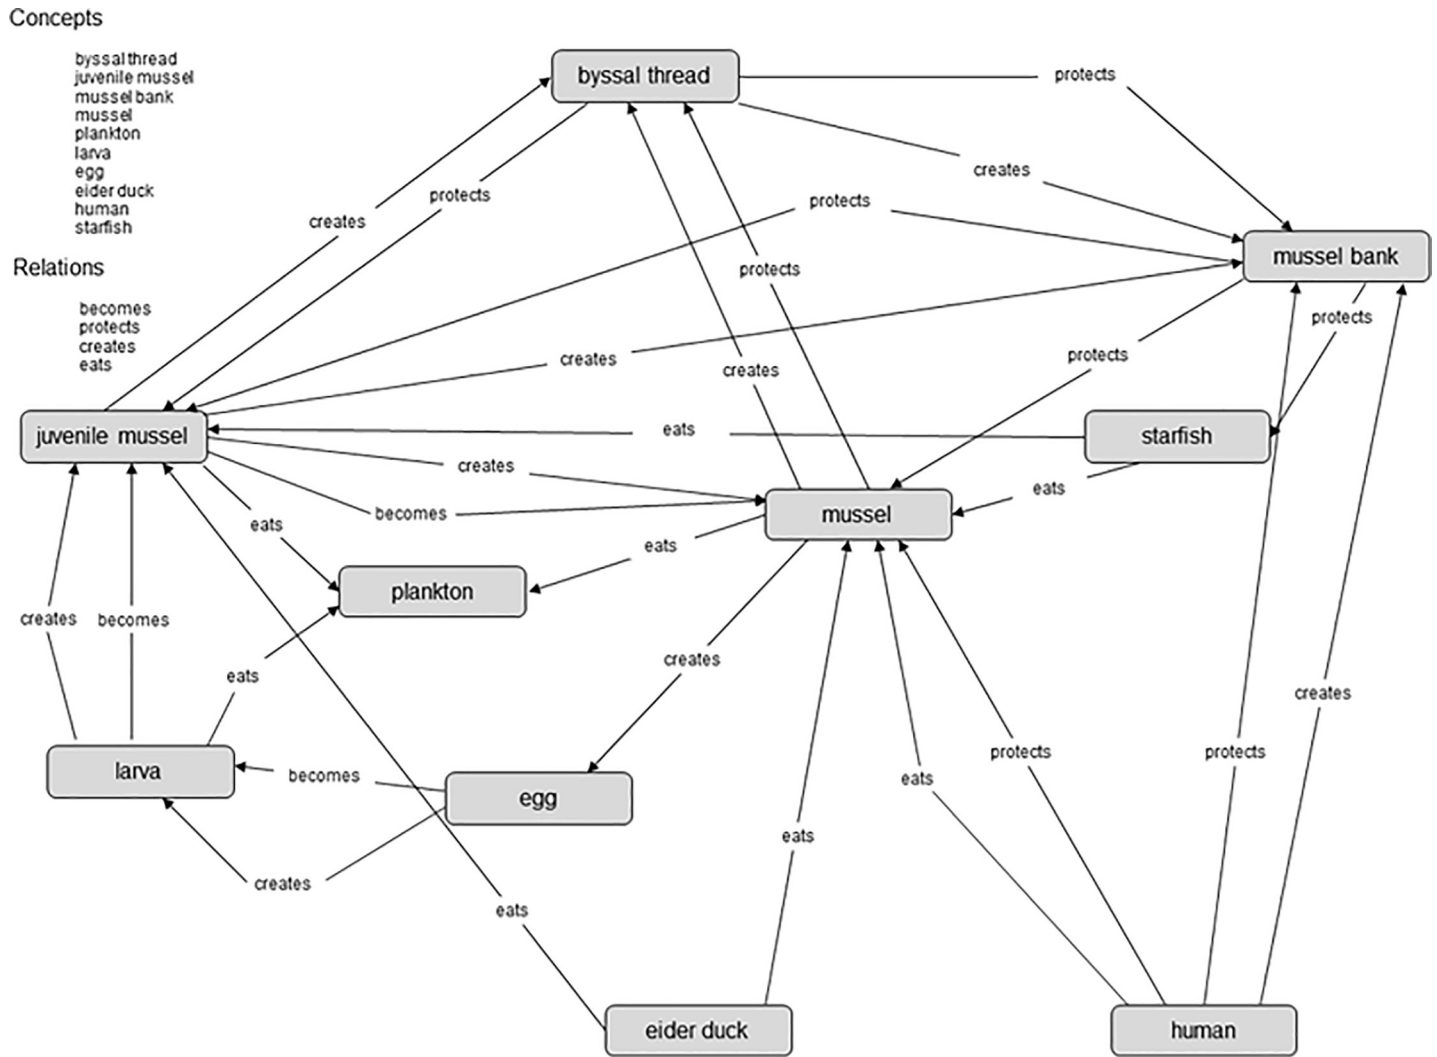 Concepts
byssal thread
juvenile mussel
mussel bank
mussel
plankton
larva
egg
eider duck
human
starfish
Relations
becomes
protects
creates
eats
byssal thread
protects
creates
protects
protects
creates
mussel bank
protects
protects
creates
protects
creates
juvenile mussel
eats
starfish
creates
eats
becomes
mussel
eats
eats
plankton
creates
becomes
creates
eats
creates
larva
becomes
egg
protects
protects
eats
eats
creates
eats
eider duck
human